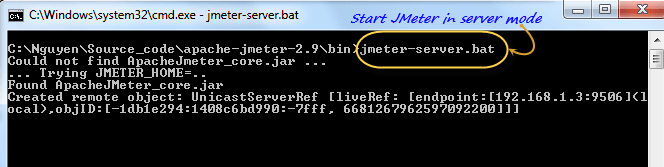 C:\Windows\system32\cmd.exe - jmeter-server.bat
Start JMeter in server mode
C:\Nguyen\Source_code\apache-jmeter-2.9\bin>jmeter-server.bat
Could not find ApacheJmeter_core.jar ...
... Trying JMETER_HOME=..
Found ApacheJMeter_core.jar
Created remote object: UnicastServerRef [liveRef: [endpoint:[192.168.1.3:9506](lo
cal),objID:[-1db1e294:1408c6bd990:-7fff, 6681267962597092200]]]